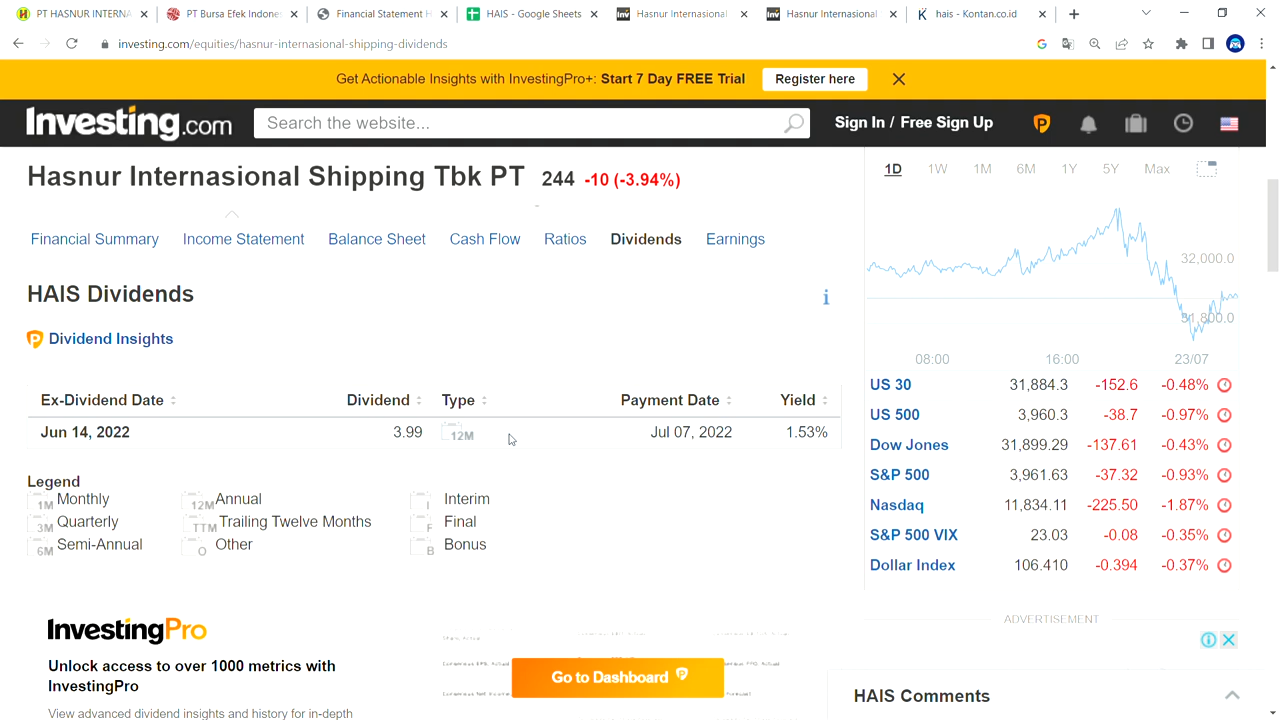 PT HASNUR INTERNA
PT Bursa Efek Indones
Financial Statement H
HAIS - Google Sheets
Hasnur Internasional
Hasnur Internasional
hais - Kontan.co.id
investing.com/equities/hasnur-internasional-shipping-dividends
Get Actionable Insights with InvestingPro+: Start 7 Day FREE Trial
Register here
Investing.com
Search the website...
Sign In / Free Sign Up
Hasnur Internasional Shipping Tbk PT 244 -10 (-3.94%)
Financial Summary Income Statement Balance Sheet Cash Flow Ratios Dividends Earnings
HAIS Dividends
Dividend Insights
Ex-Dividend Date Dividend Type Payment Date Yield
Jun 14, 2022 3.99 12M Jul 07, 2022 1.53%
Legend
1M Monthly 12M Annual I Interim
3M Quarterly TTM Trailing Twelve Months F Final
6M Semi-Annual O Other B Bonus
InvestingPro
Unlock access to over 1000 metrics with
InvestingPro
View advanced dividend insights and history for in-depth
Go to Dashboard
1D 1W 1M 6M 1Y 5Y Max
32,000.0
31,800.0
08:00 16:00 23/07
US 30 31,884.3 -152.6 -0.48%
US 500 3,960.3 -38.7 -0.97%
Dow Jones 31,899.29 -137.61 -0.43%
S&P 500 3,961.63 -37.32 -0.93%
Nasdaq 11,834.11 -225.50 -1.87%
S&P 500 VIX 23.03 -0.08 -0.35%
Dollar Index 106.410 -0.394 -0.37%
ADVERTISEMENT
HAIS Comments